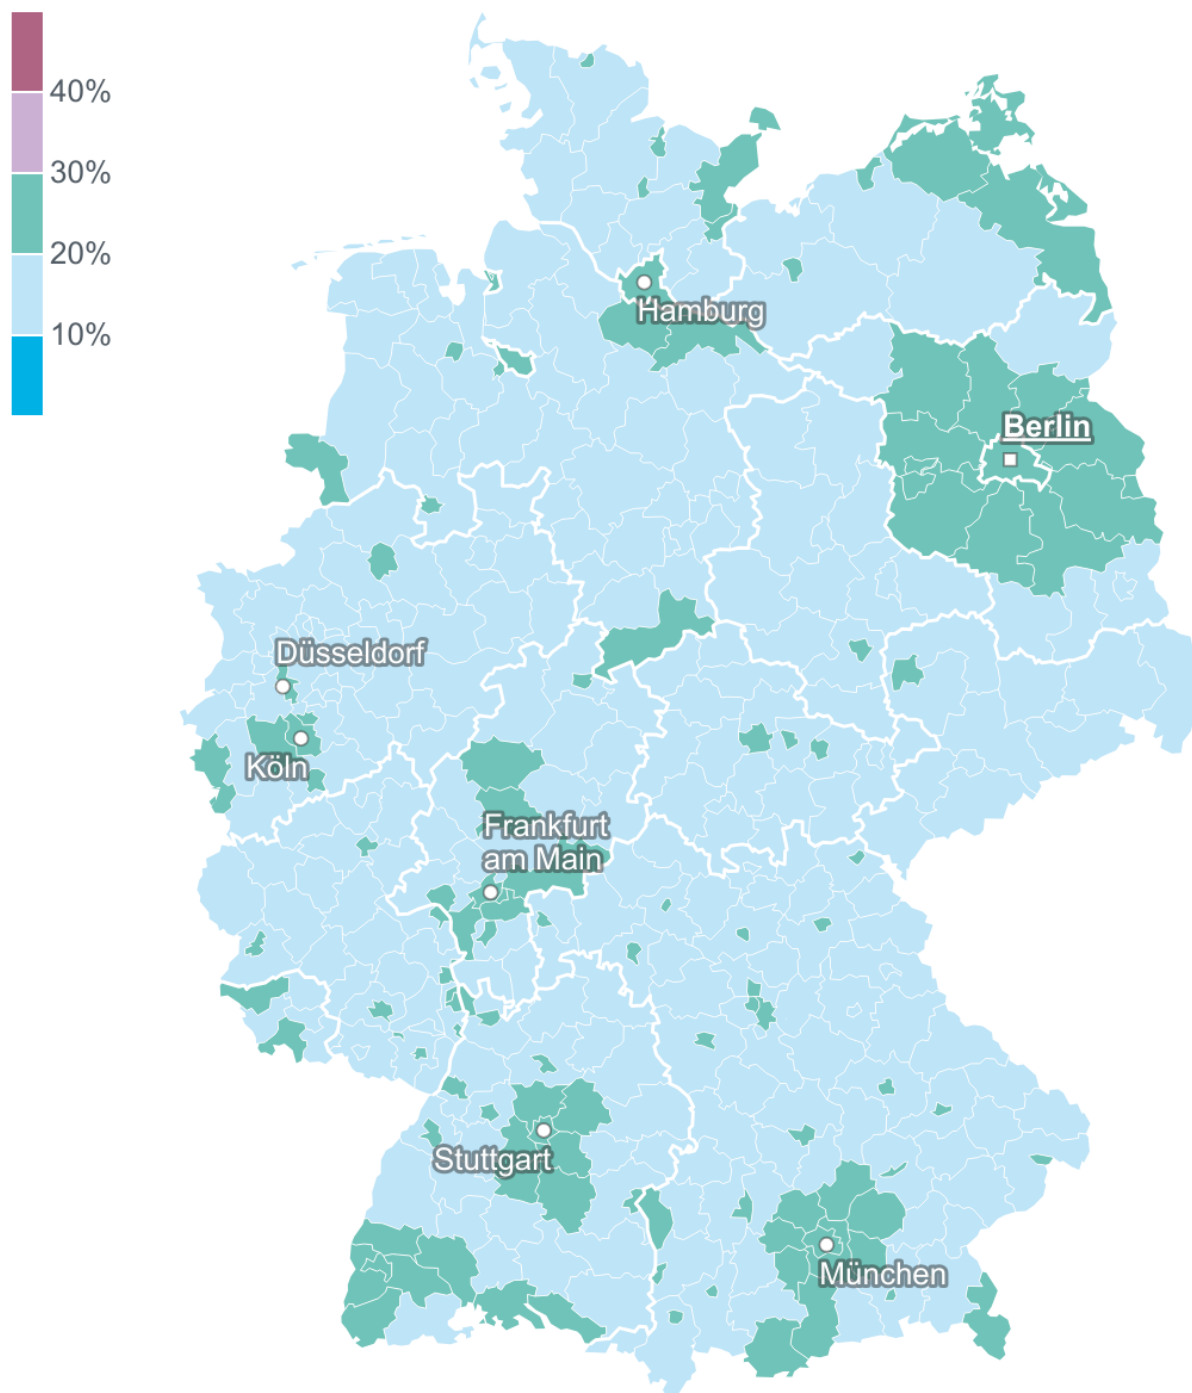 40%
30%
20%
10%
Hamburg
Berlin
Düsseldorf
Köln
Frankfurt
am Main
Stuttgart
München